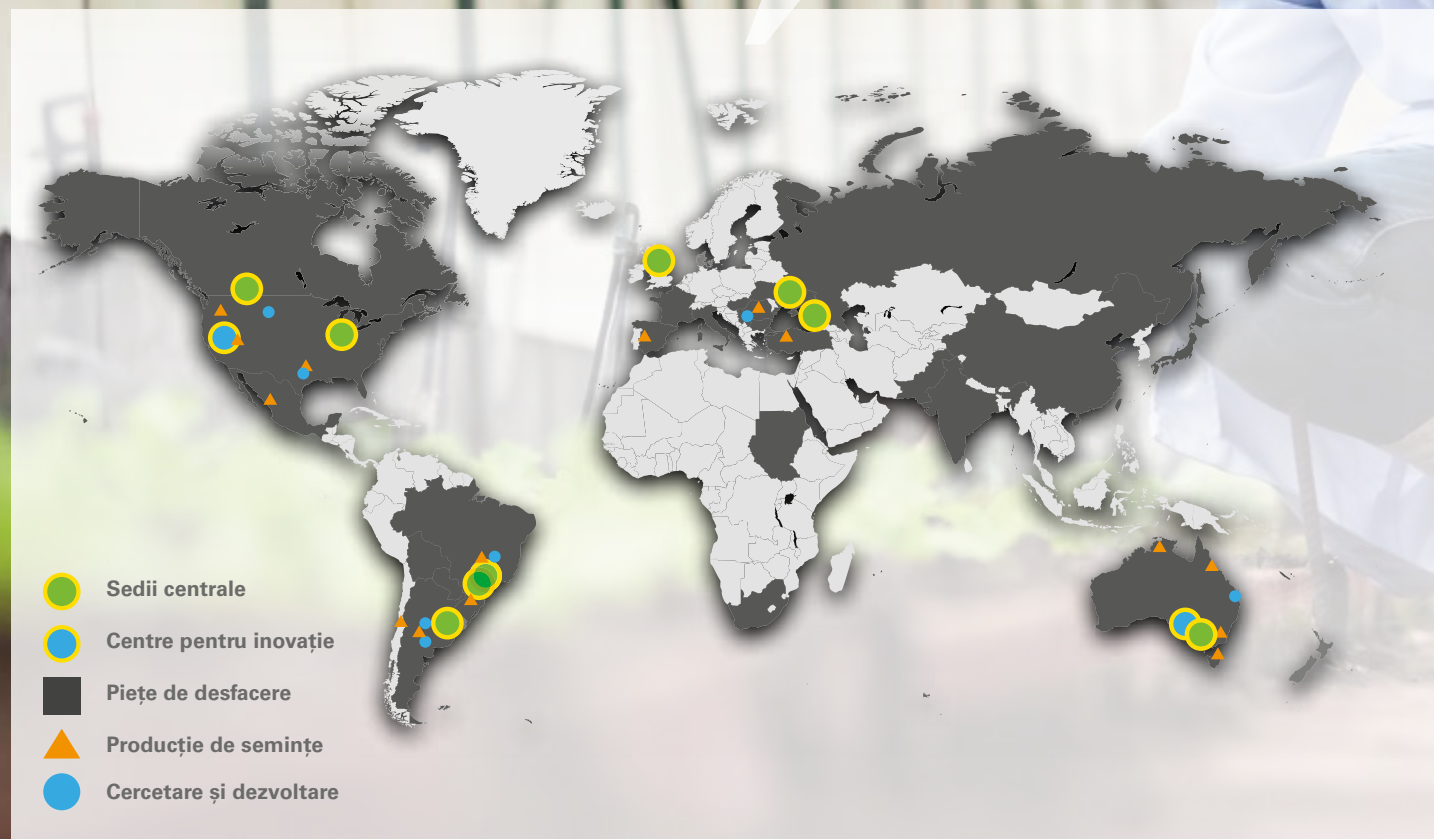 Sedii centrale
Centre pentru inovație
Piețe de desfacere
Producție de semințe
Cercetare și dezvoltare